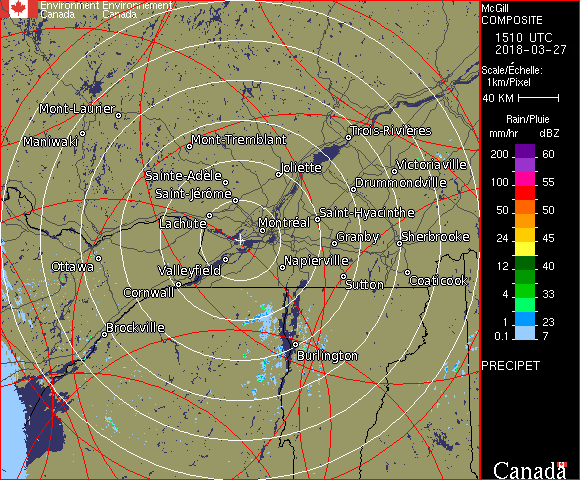 Environment Environnement
Canada Canada
McGill
COMPOSITE
1510 UTC
2018-03-27
Scale/Échelle:
1km/Pixel
40 KM
Rain/Pluie
mm/hr dBZ
200 60
100 55
50 50
24 45
12 40
4 33
1 23
0.1 7
PRECIPET
Canada
Mont-Laurier
Maniwaki
Mont-Tremblant
Trois-Rivières
Joliette
Victoriaville
Sainte-Adèle
Drummondville
Saint-Jérôme
Saint-Hyacinthe
Lachute
Montréal
Granby
Sherbrooke
Ottawa
Valleyfield
Napierville
Cornwall
Sutton
Coaticook
Brockville
Burlington